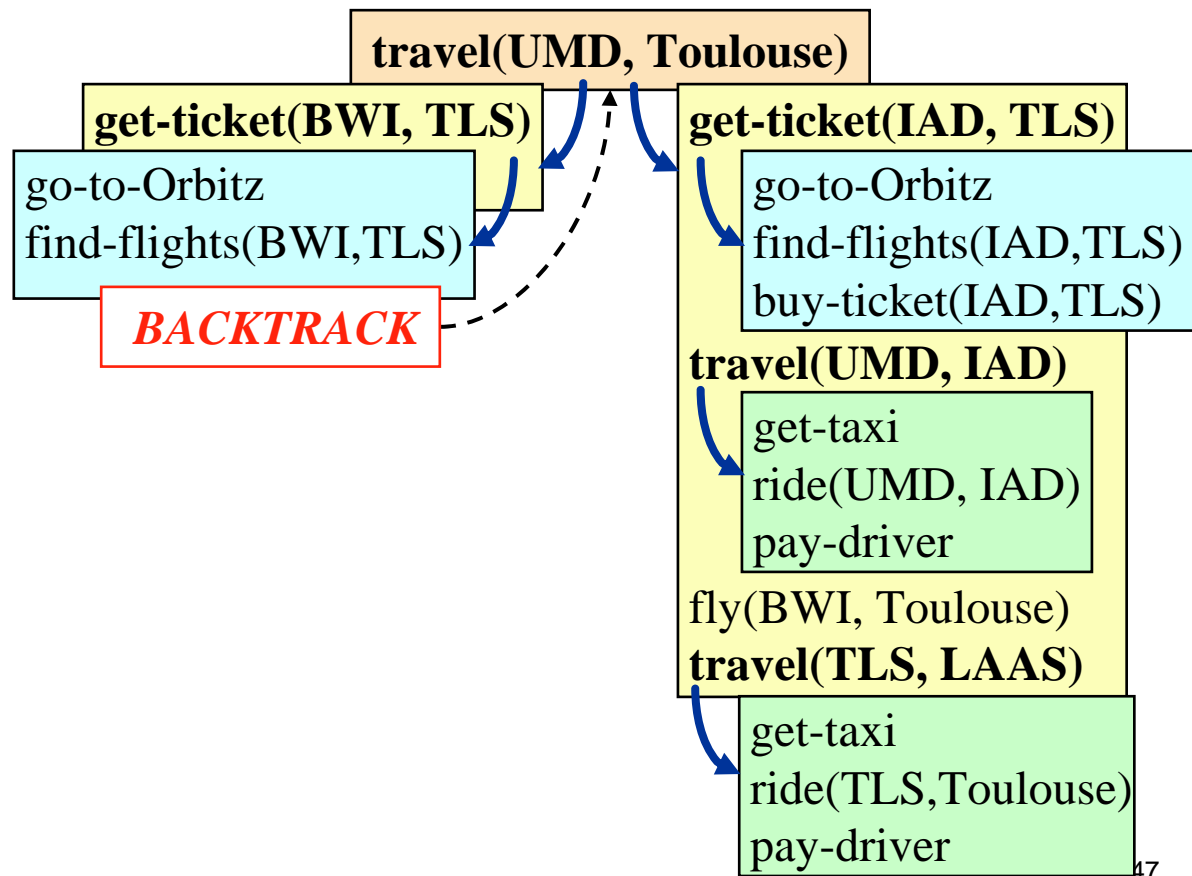 travel(UMD, Toulouse)
get-ticket(BWI, TLS)
go-to-Orbitz
find-flights(BWI,TLS)
BACKTRACK
get-ticket(IAD, TLS)
go-to-Orbitz
find-flights(IAD,TLS)
buy-ticket(IAD,TLS)
travel(UMD, IAD)
get-taxi
ride(UMD, IAD)
pay-driver
fly(BWI, Toulouse)
travel(TLS, LAAS)
get-taxi
ride(TLS,Toulouse)
pay-driver
47